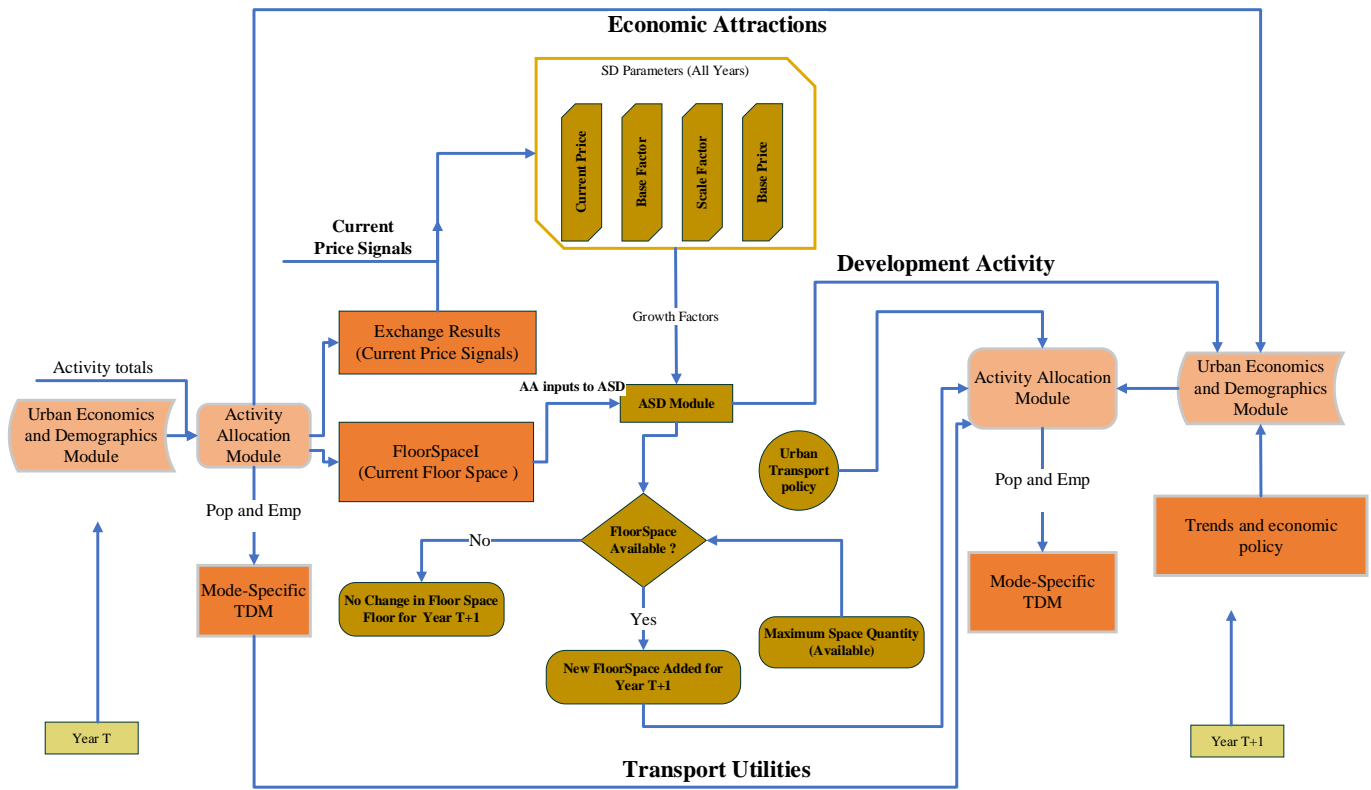 Economic Attractions
SD Parameters (All Years)
Current Price
Base Factor
Scale Factor
Base Price
Current
Price Signals
Development Activity
Growth Factors
Exchange Results
(Current Price Signals)
Activity totals
AA inputs to ASD
ASD Module
Urban Economics
and Demographics
Module
Activity
Allocation
Module
FloorSpaceI
(Current Floor Space )
Activity Allocation
Module
Urban Economics
and Demographics
Module
Urban
Transport
policy
Pop and Emp
Pop and Emp
FloorSpace
Available ?
No
Trends and economic
policy
Mode-Specific
TDM
No Change in Floor Space
Floor for Year T+1
Yes
Maximum Space Quantity
(Available)
Mode-Specific
TDM
New FloorSpace Added for
Year T+1
Year T
Year T+1
Transport Utilities